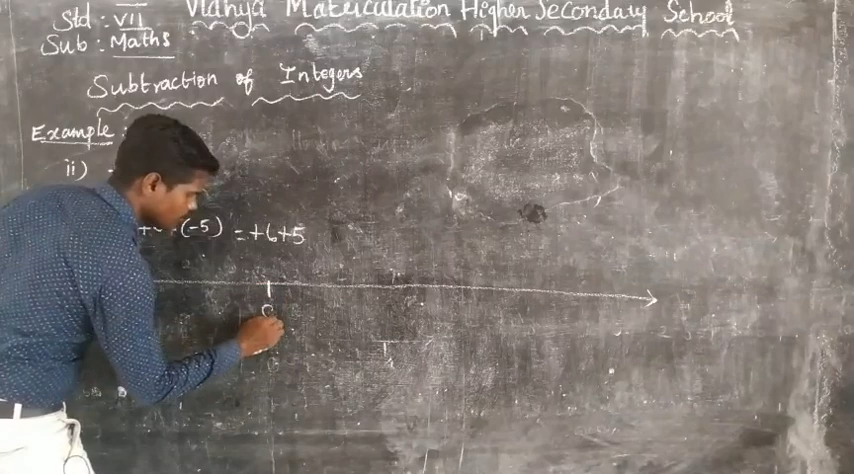 Vidhya Matriculation Higher Secondary School
Std : VII
Sub : Maths
Subtraction of Integers
Example :
ii)
(-5) = +6+5
0